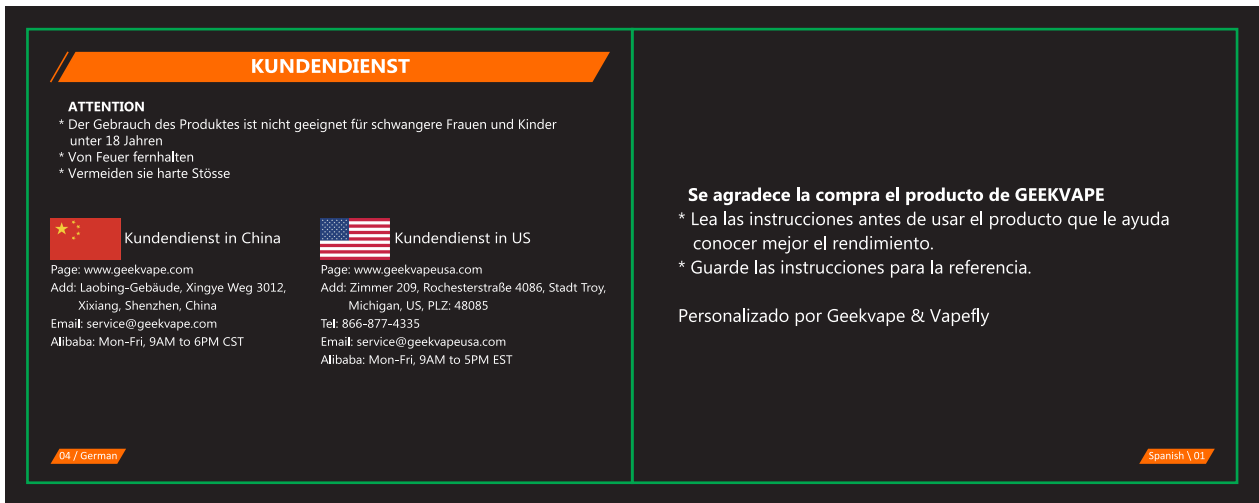 KUNDENDIENST
ATTENTION
* Der Gebrauch des Produktes ist nicht geeignet für schwangere Frauen und Kinder
unter 18 Jahren
* Von Feuer fernhalten
* Vermeiden sie harte Stösse
Kundendienst in China
Page: www.geekvape.com
Add: Laobing-Gebäude, Xingye Weg 3012,
Xixiang, Shenzhen, China
Email: service@geekvape.com
Alibaba: Mon-Fri, 9AM to 6PM CST
Kundendienst in US
Page: www.geekvapeusa.com
Add: Zimmer 209, Rochesterstraße 4086, Stadt Troy,
Michigan, US, PLZ: 48085
Tel: 866-877-4335
Email: service@geekvapeusa.com
Alibaba: Mon-Fri, 9AM to 5PM EST
04 / German
Se agradece la compra el producto de GEEKVAPE
* Lea las instrucciones antes de usar el producto que le ayuda
conocer mejor el rendimiento.
* Guarde las instrucciones para la referencia.
Personalizado por Geekvape & Vapefly
Spanish \ 01